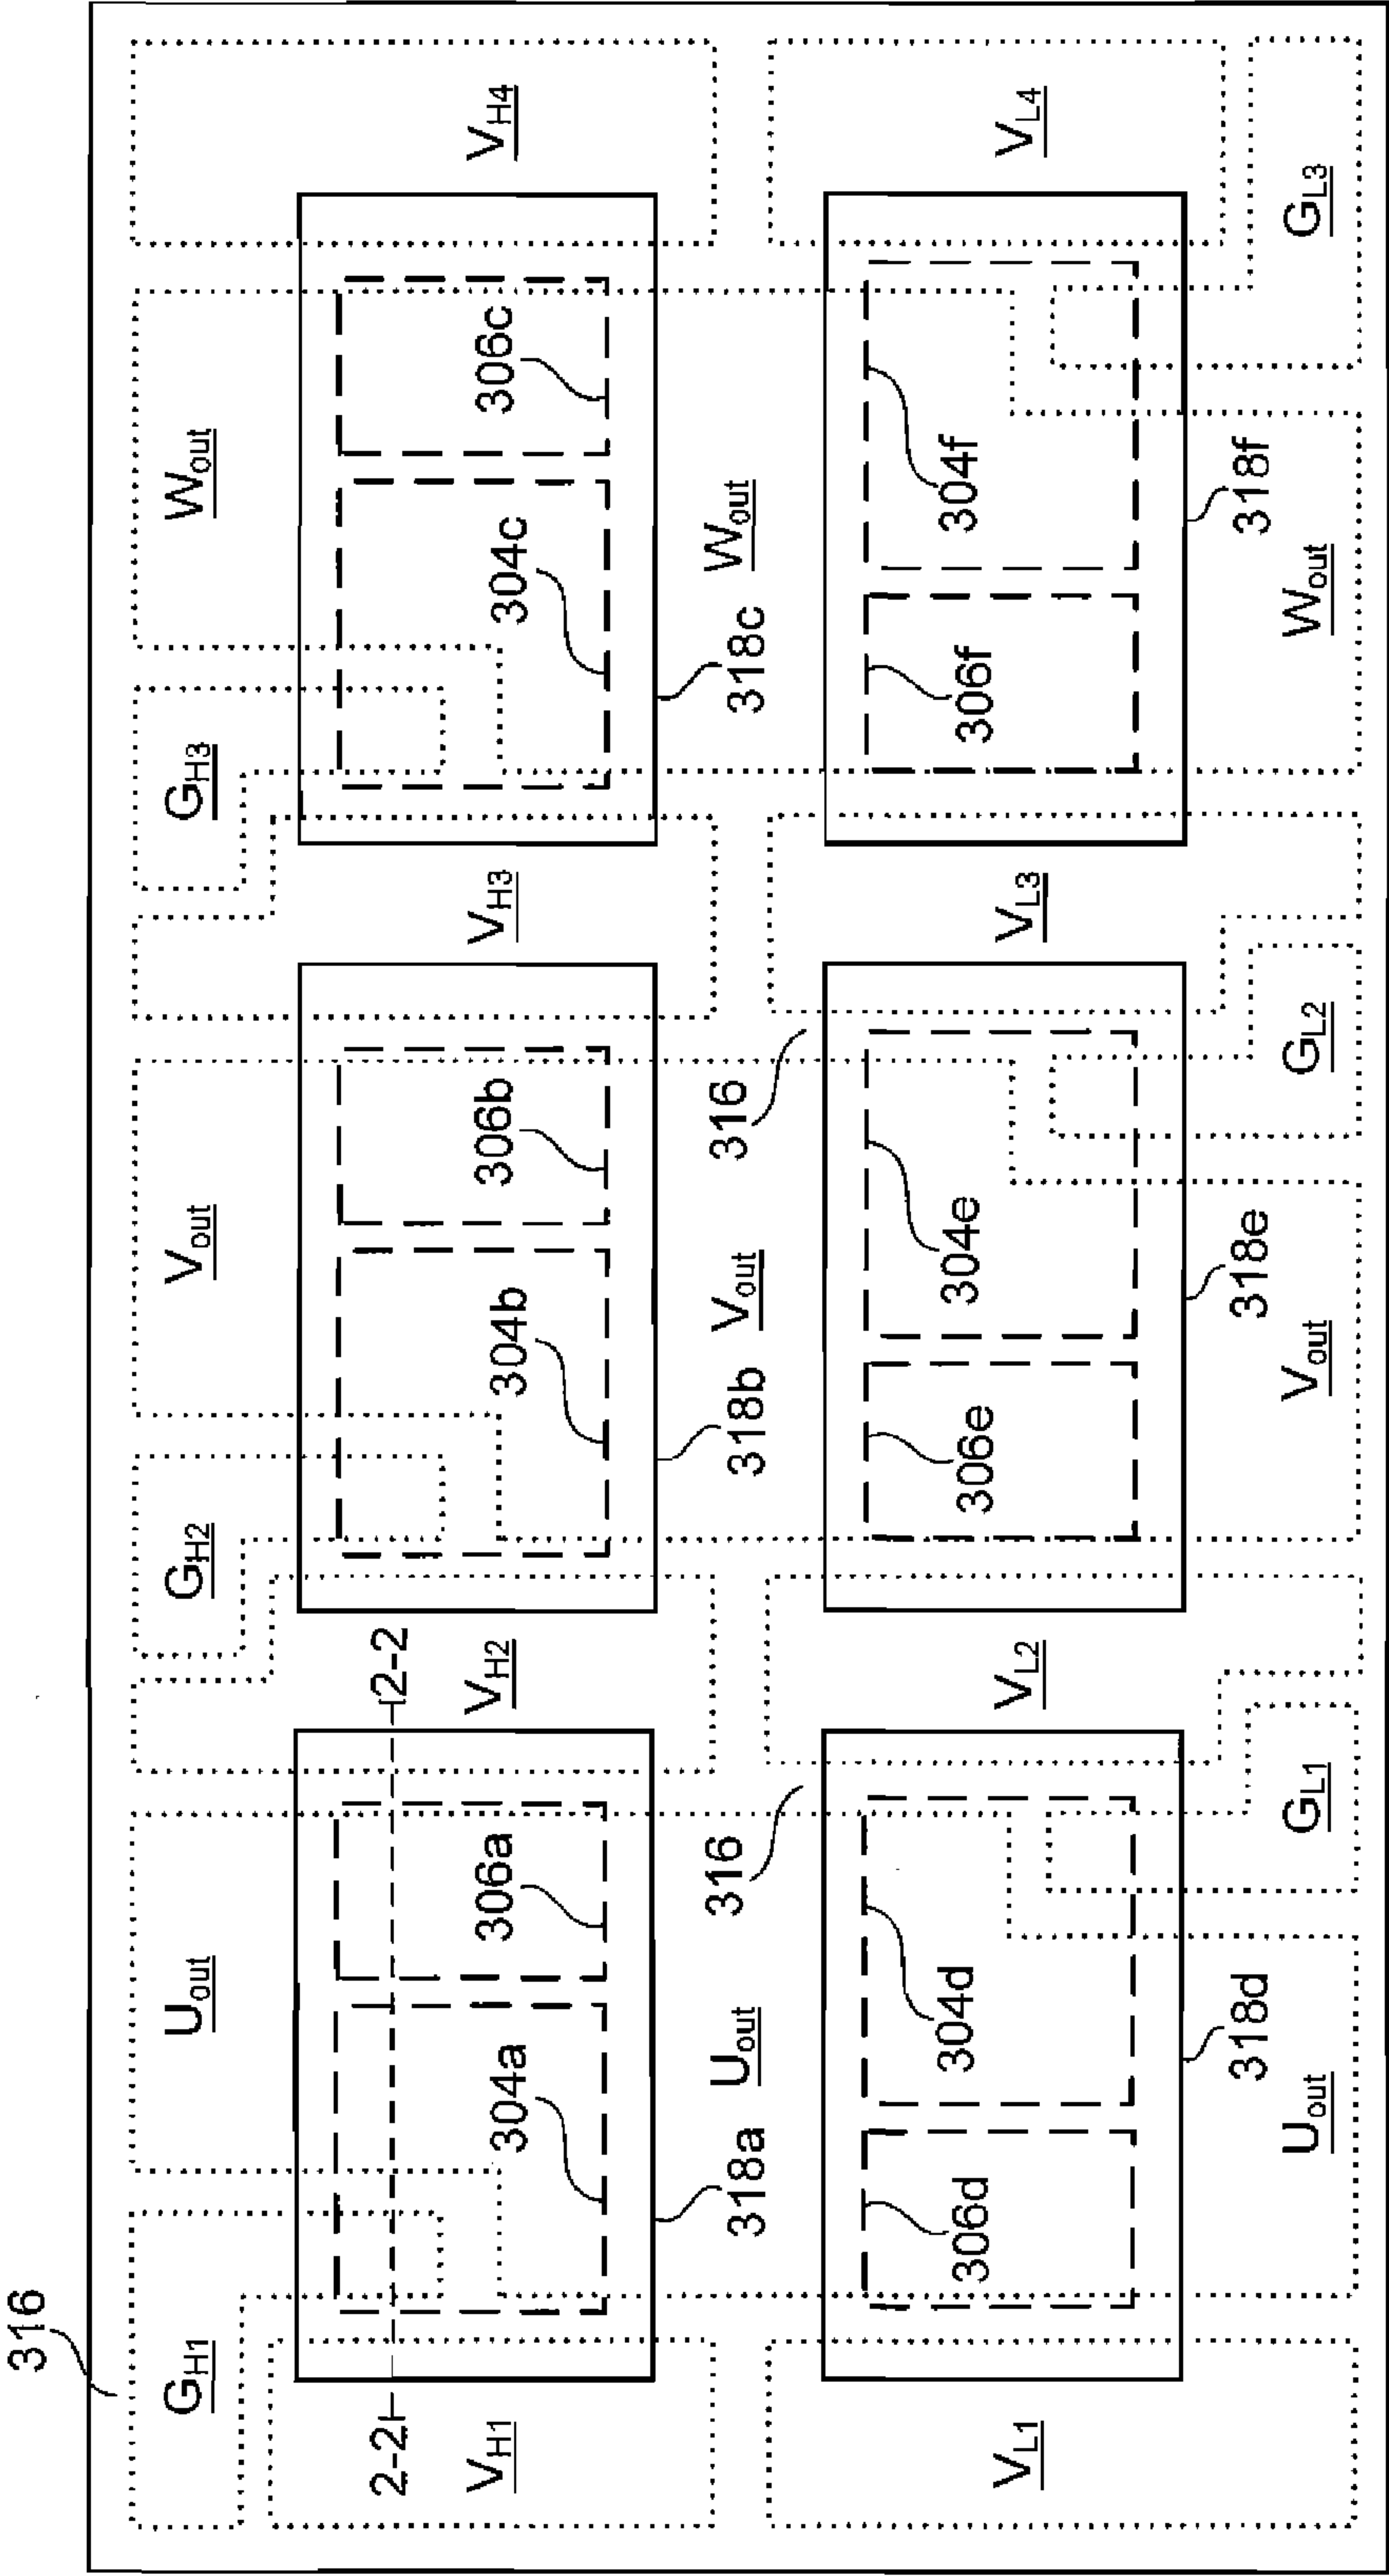 316
G_H1 U_out G_H2 V_out G_H3 W_out
2-2 2-2
304a 306a 304b 306b 304c 306c
V_H1 V_H2 V_H3 V_H4
318a U_out 316 318b V_out 316 318c W_out
306d 304d 306e 304e 306f 304f
V_L1 V_L2 V_L3 V_L4
318d 318e 318f
U_out G_L1 V_out G_L2 W_out G_L3